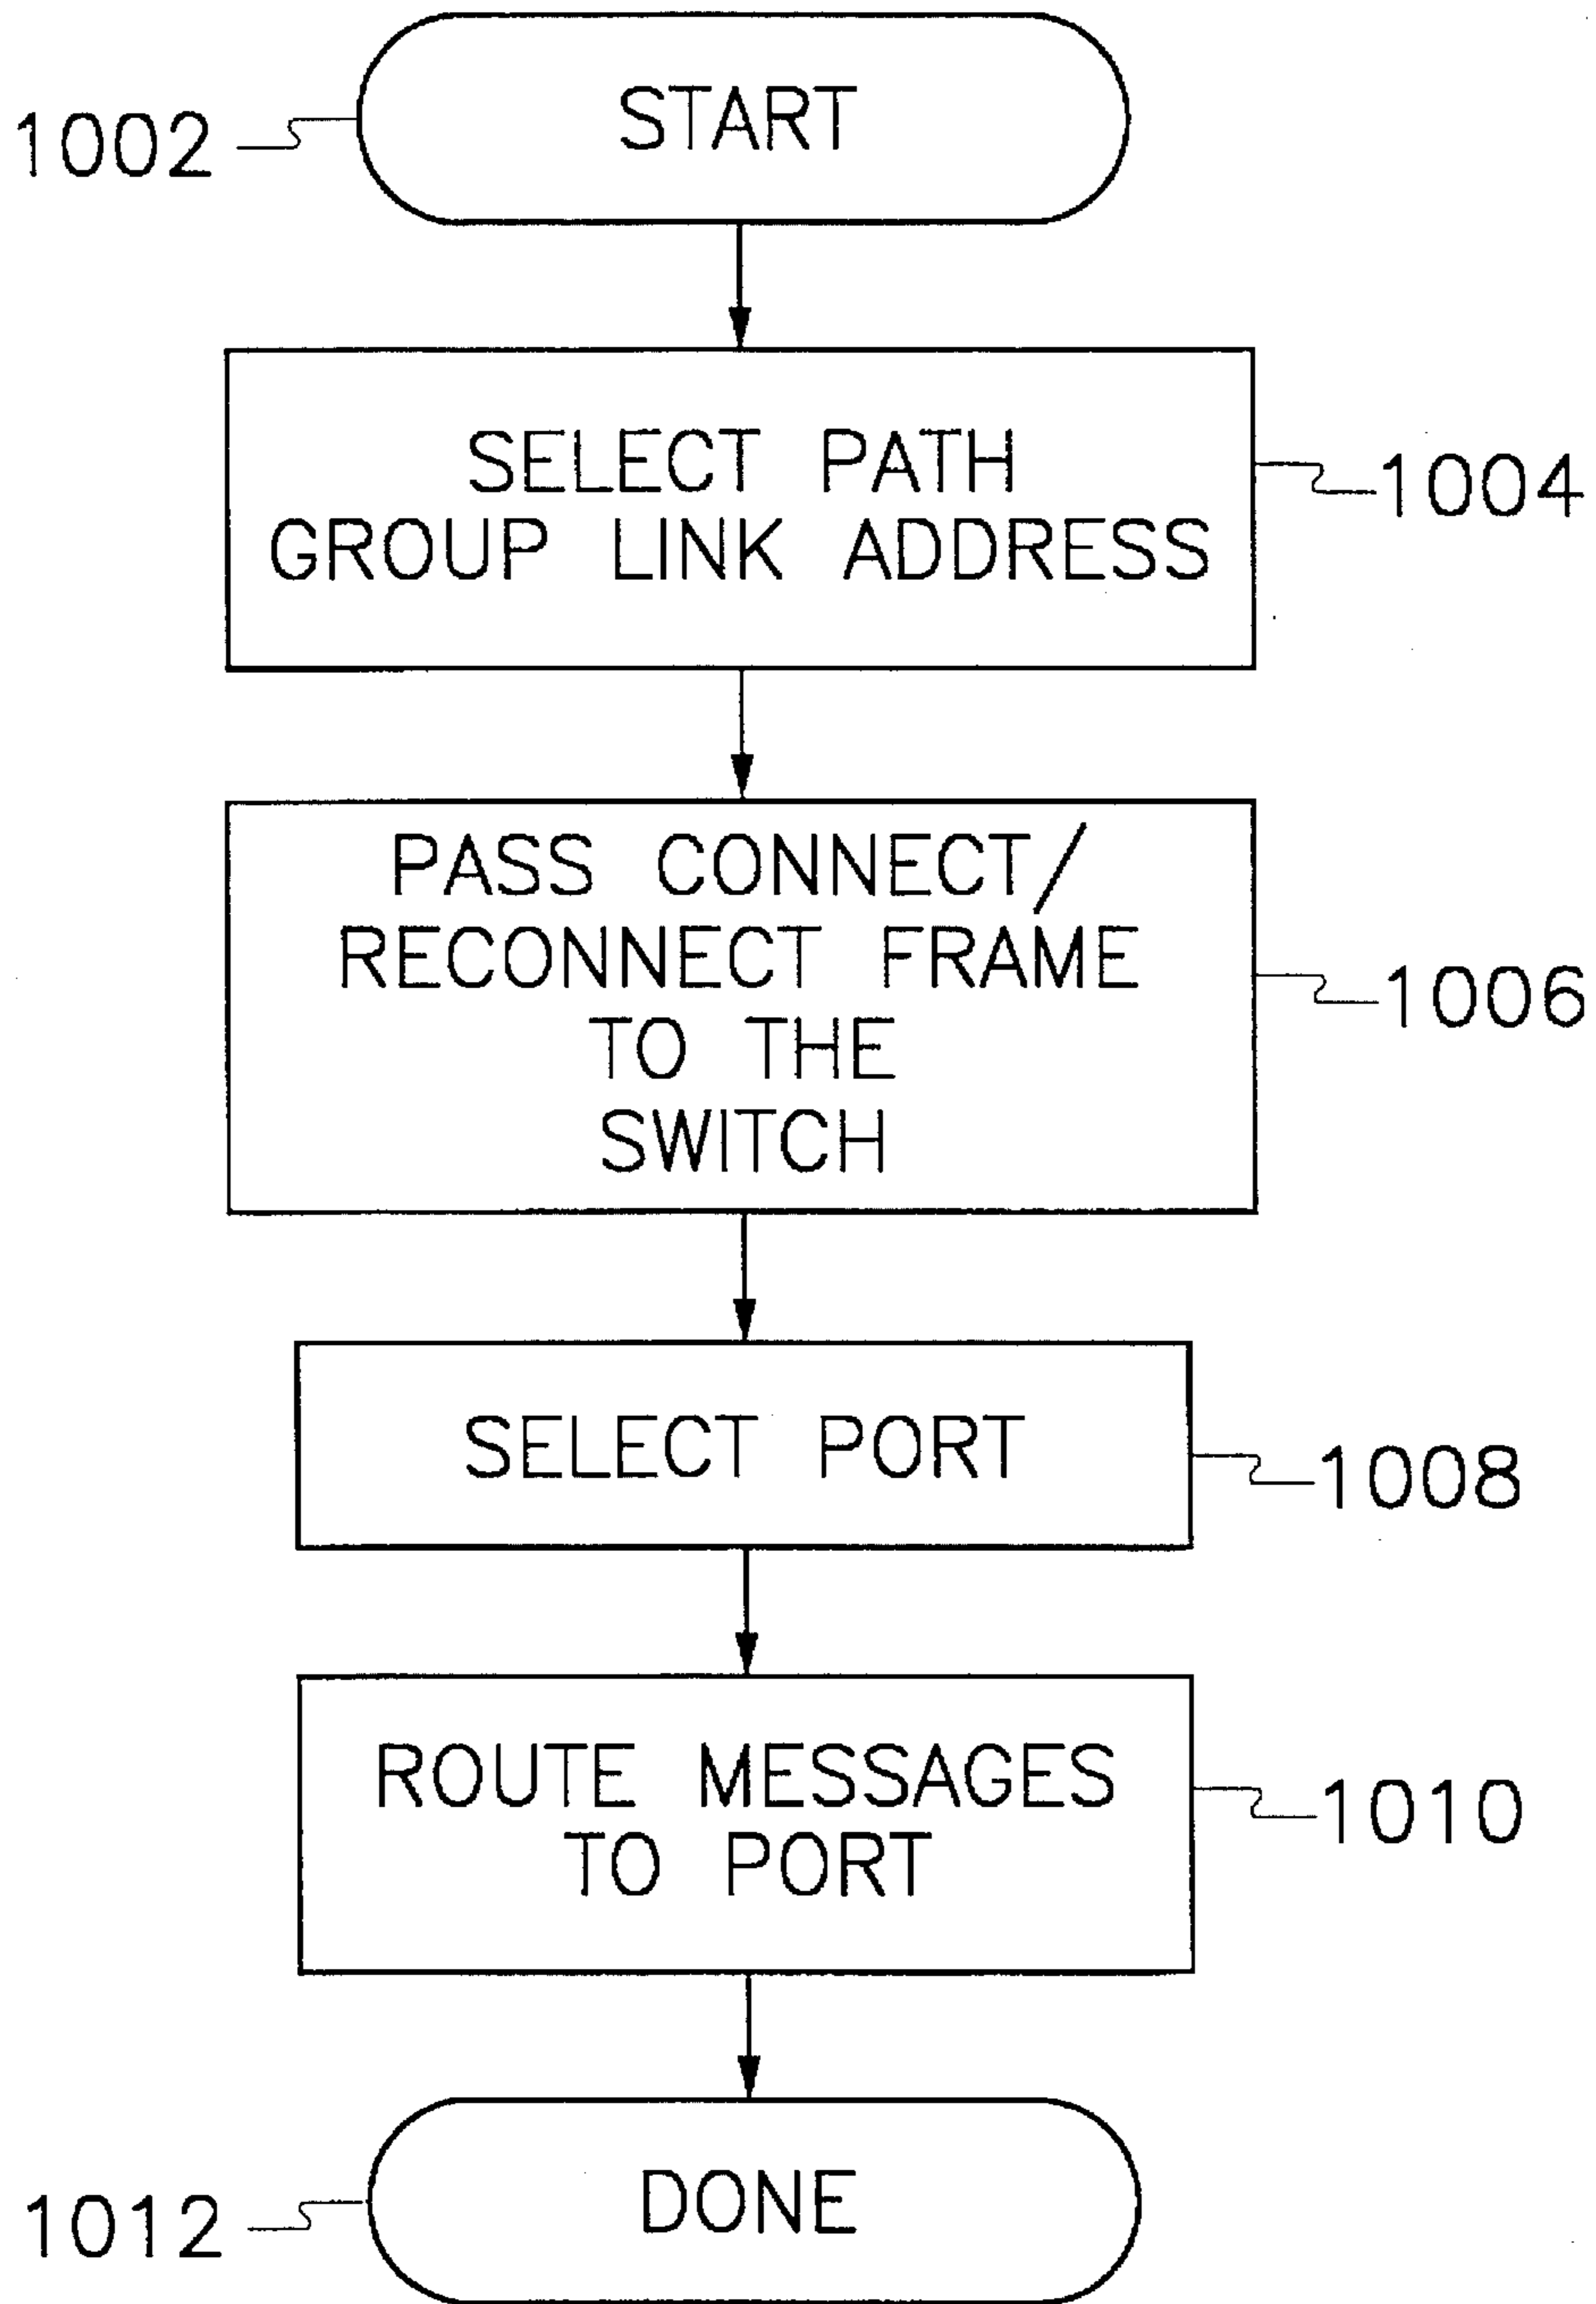 START
1002
SELECT PATH
GROUP LINK ADDRESS
1004
PASS CONNECT/
RECONNECT FRAME
TO THE
SWITCH
1006
SELECT PORT
1008
ROUTE MESSAGES
TO PORT
1010
DONE
1012